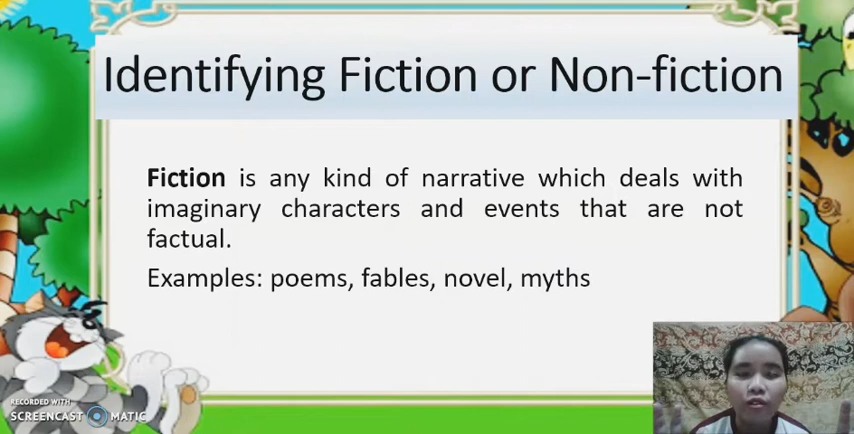 Identifying Fiction or Non-fiction
Fiction is any kind of narrative which deals with
imaginary characters and events that are not
factual.
Examples: poems, fables, novel, myths
RECORDED WITH
SCREENCAST MATIC